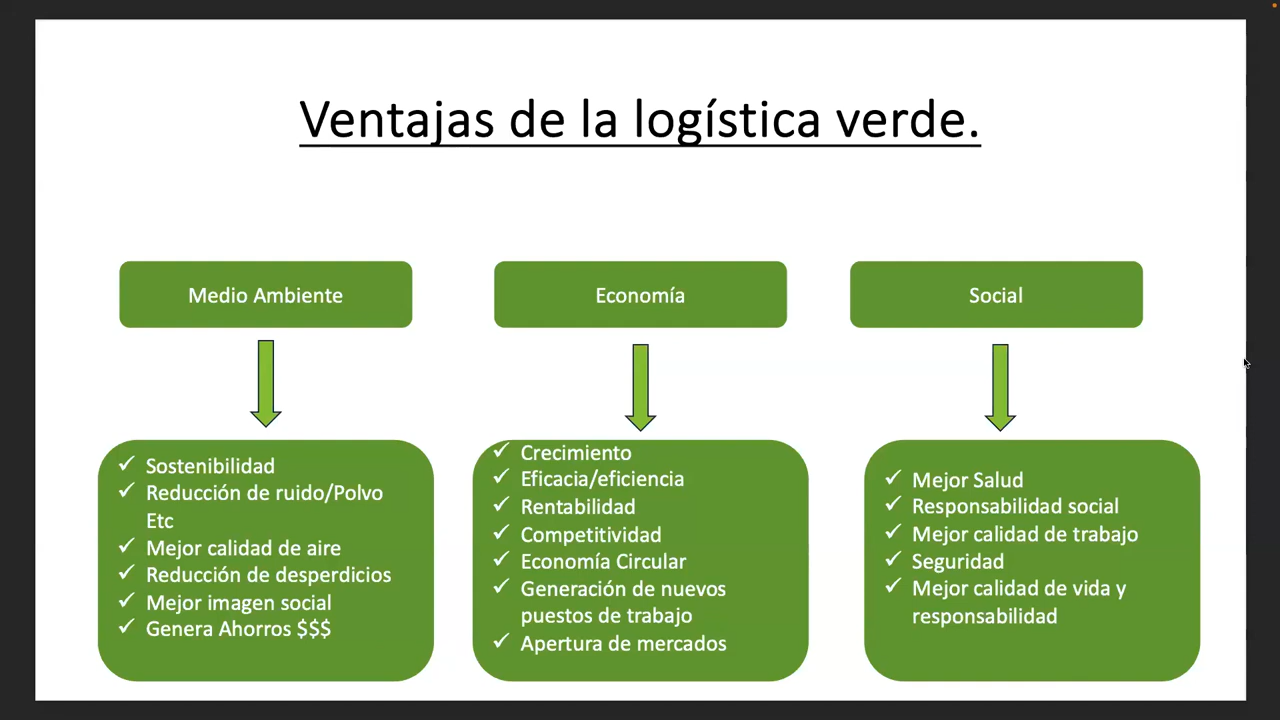 Ventajas de la logística verde.
Medio Ambiente
Sostenibilidad
Reducción de ruido/Polvo
Etc
Mejor calidad de aire
Reducción de desperdicios
Mejor imagen social
Genera Ahorros $$$
Economía
Crecimiento
Eficacia/eficiencia
Rentabilidad
Competitividad
Economía Circular
Generación de nuevos
puestos de trabajo
Apertura de mercados
Social
Mejor Salud
Responsabilidad social
Mejor calidad de trabajo
Seguridad
Mejor calidad de vida y
responsabilidad